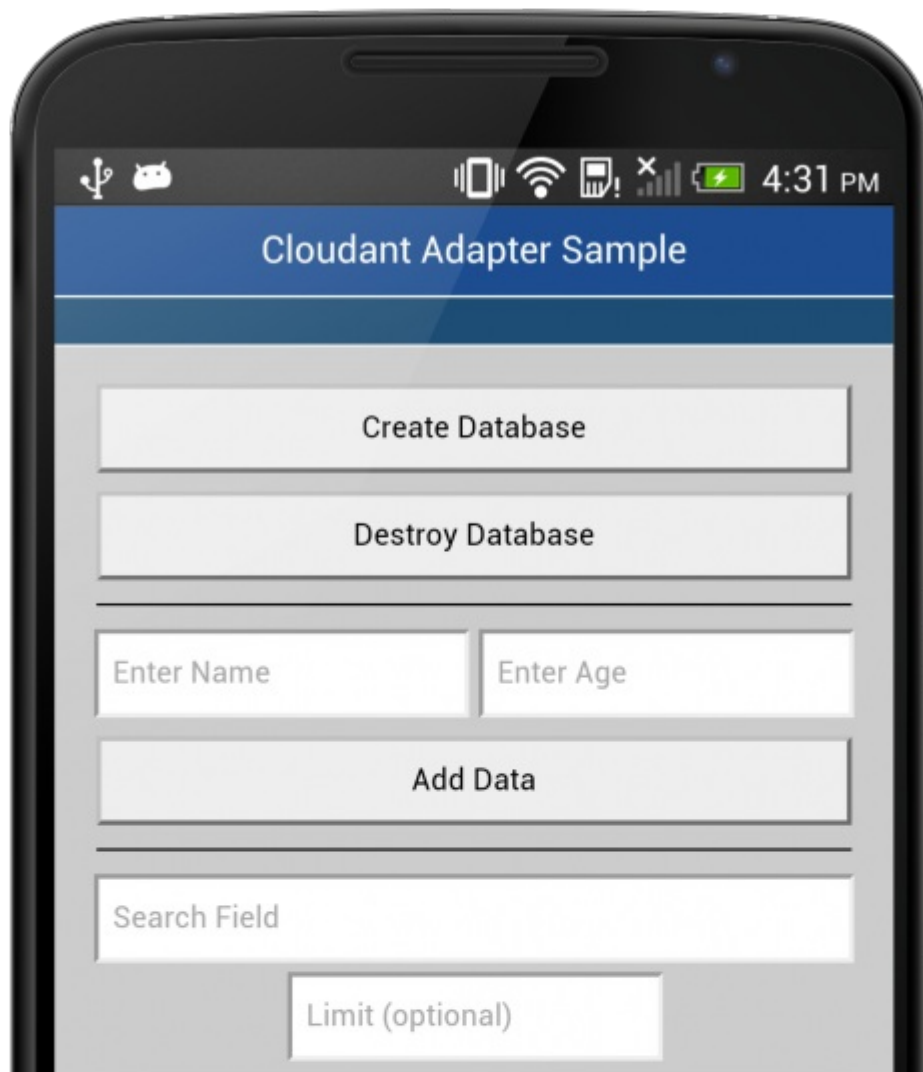 4:31 PM
Cloudant Adapter Sample
Create Database
Destroy Database
Enter Name Enter Age
Add Data
Search Field
Limit (optional)